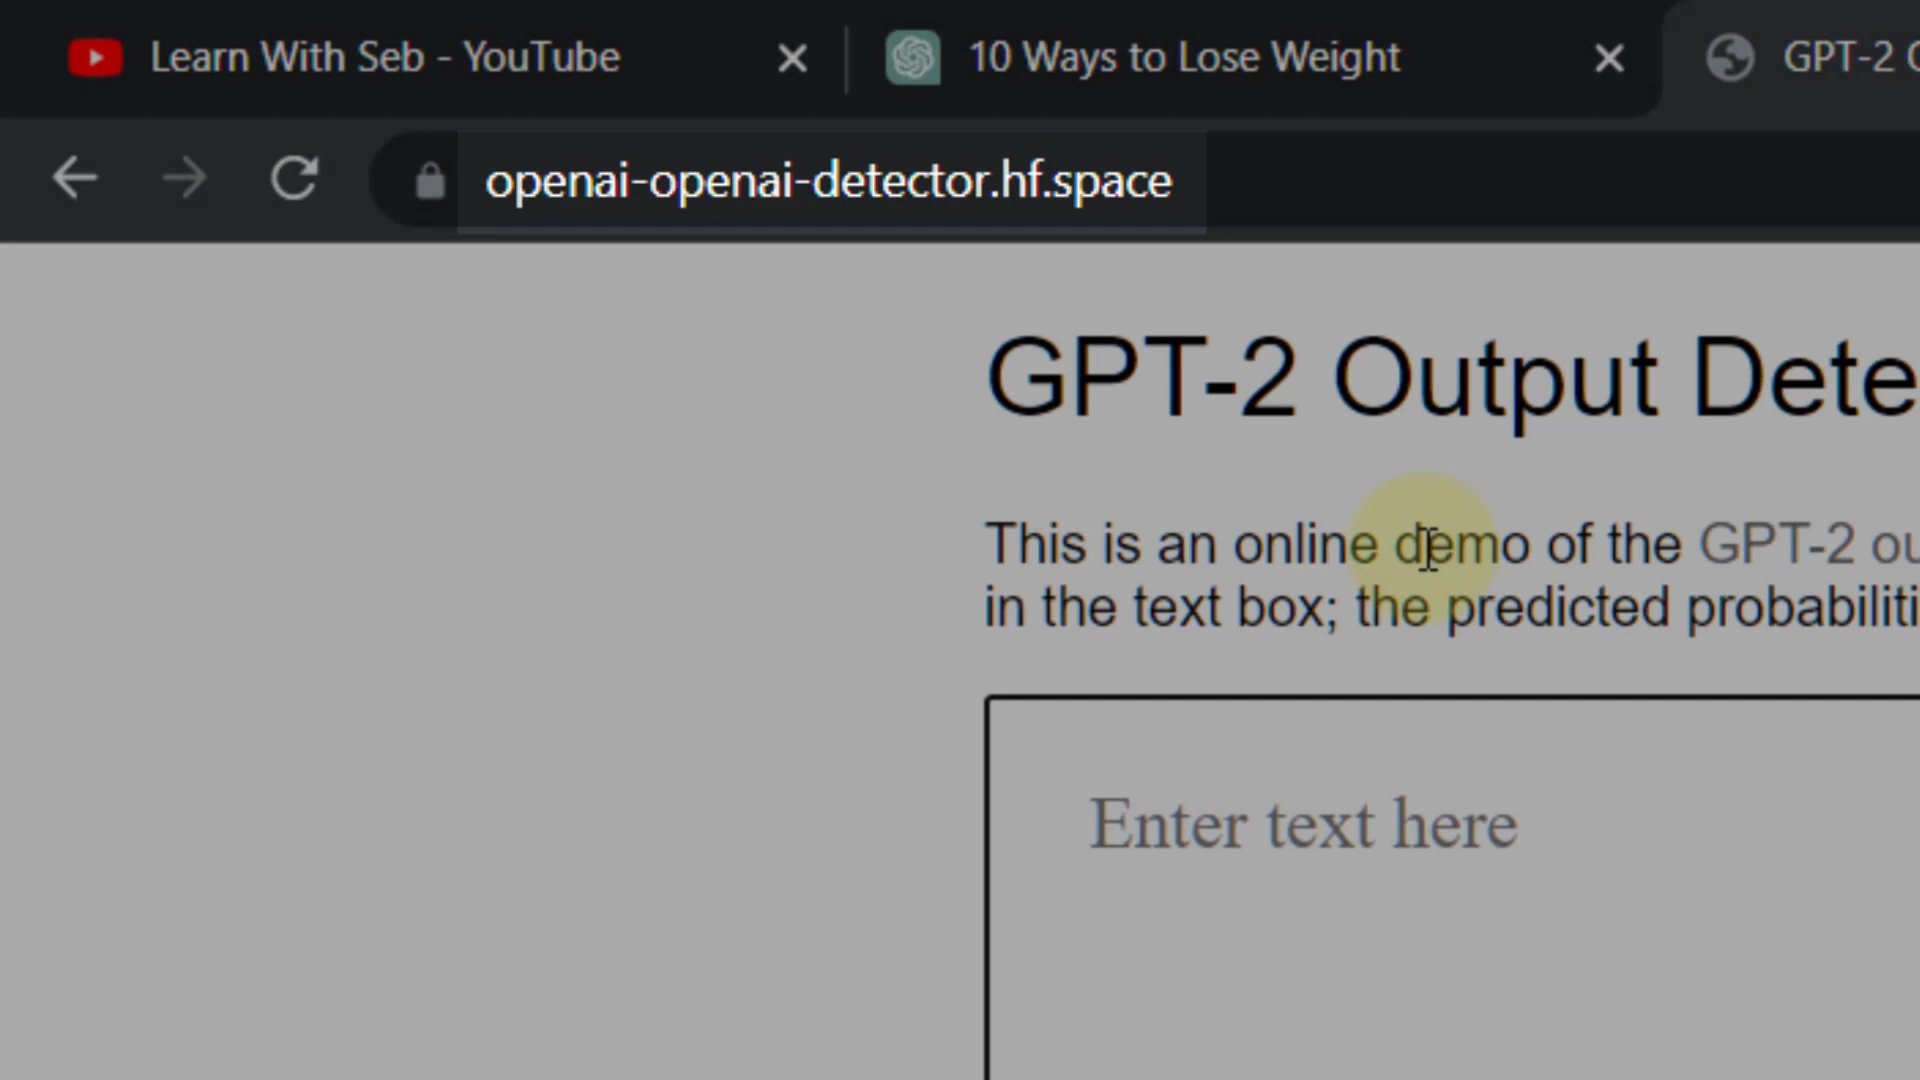 Learn With Seb - YouTube
10 Ways to Lose Weight
GPT-2
openai-openai-detector.hf.space
GPT-2 Output Dete
This is an online demo of the GPT-2 ou
in the text box; the predicted probabiliti
Enter text here